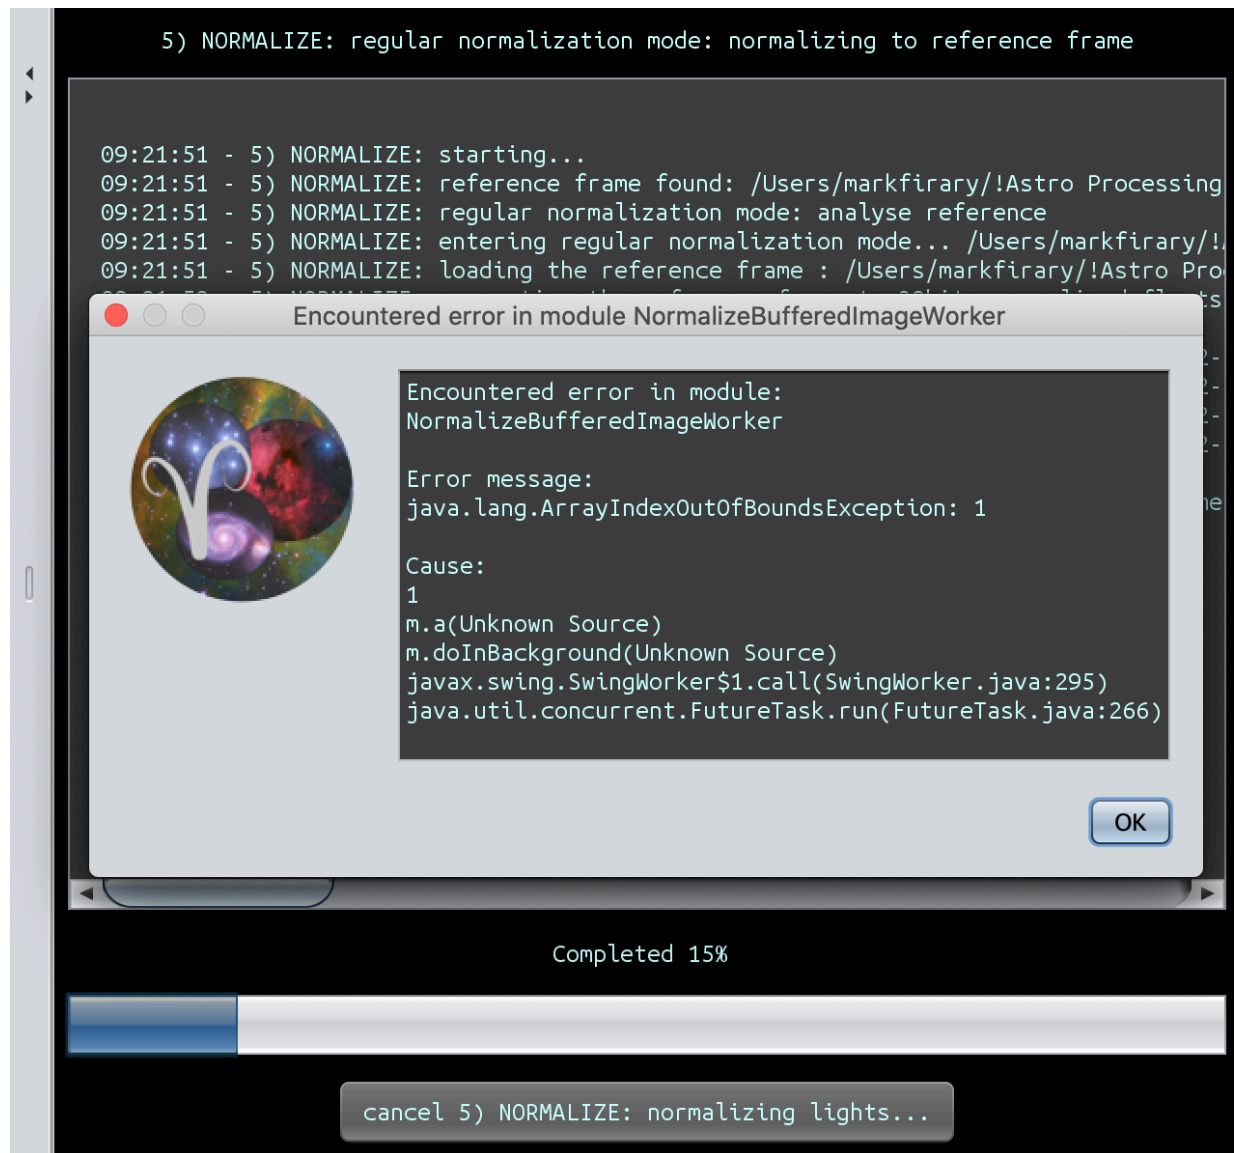 5) NORMALIZE: regular normalization mode: normalizing to reference frame
09:21:51 - 5) NORMALIZE: starting...
09:21:51 - 5) NORMALIZE: reference frame found: /Users/markfirary/!Astro Processing
09:21:51 - 5) NORMALIZE: regular normalization mode: analyse reference
09:21:51 - 5) NORMALIZE: entering regular normalization mode... /Users/markfirary/!
09:21:51 - 5) NORMALIZE: loading the reference frame : /Users/markfirary/!Astro Pro
Encountered error in module NormalizeBufferedImageWorker
Encountered error in module:
NormalizeBufferedImageWorker
Error message:
java.lang.ArrayIndexOutOfBoundsException: 1
Cause:
1
m.a(Unknown Source)
m.doInBackground(Unknown Source)
javax.swing.SwingWorker$1.call(SwingWorker.java:295)
java.util.concurrent.FutureTask.run(FutureTask.java:266)
OK
Completed 15%
cancel 5) NORMALIZE: normalizing lights...